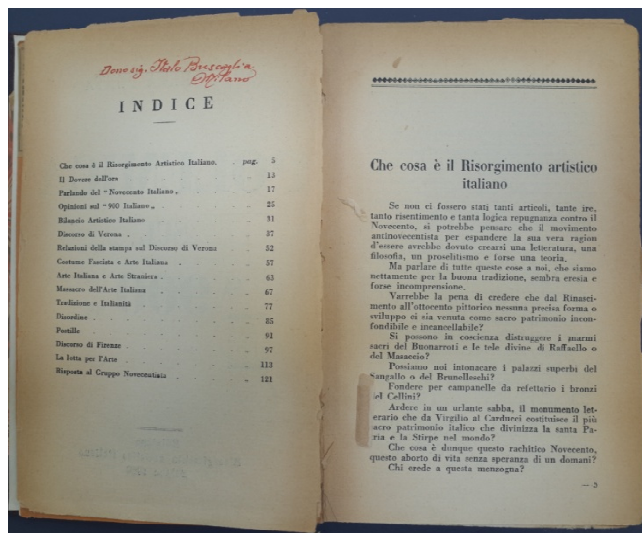 Dono sig. Italo Bruscaglia
Milano
INDICE
Che cosa è il Risorgimento Artistico Italiano. . pag. 5
Il Dovere dell'ora . . . . . . „ 13
Parlando del "Novecento Italiano„ . . . . „ 17
Opinioni sul "900 Italiano„ . . . . . „ 25
Bilancio Artistico Italiano . . . . . „ 31
Discorso di Verona . . . . . . „ 37
Relazioni della stampa sul Discorso di Verona . . „ 52
Costume Fascista e Arte Italiana . . . . „ 57
Arte Italiana e Arte Straniera . . . . . „ 63
Massacro dell'Arte Italiana . . . . . „ 67
Tradizione e Italianità . . . . . . „ 77
Disordine . . . . . . . „ 85
Postille . . . . . . . „ 91
Discorso di Firenze . . . . . . „ 97
La lotta per l'Arte . . . . . . „ 113
Risposta al Gruppo Novecentista . . . . „ 121
Che cosa è il Risorgimento artistico
italiano
Se non ci fossero stati tanti articoli, tante ire,
tanto risentimento e tanta logica repugnanza contro il
Novecento, si potrebbe pensare che il movimento
antinovecentista per espandere la sua vera ragion
d'essere avrebbe dovuto crearsi una letteratura, una
filosofia, un proselitismo e forse una teoria.
Ma parlare di tutte queste cose a noi, che siamo
nettamente per la buona tradizione, sembra eresia e
forse incomprensione.
Varrebbe la pena di credere che dal Rinasci-
mento all'ottocento pittorico nessuna precisa forma o
sviluppo ci sia venuta come sacro patrimonio incon-
fondibile e incancellabile?
Si possono in coscienza distruggere i marmi
sacri del Buonarroti e le tele divine di Raffaello o
del Masaccio?
Possiamo noi intonacare i palazzi superbi del
Sangallo o del Brunelleschi?
Fondere per campanelle da refettorio i bronzi
del Cellini?
Ardere in un urlante sabba, il monumento let-
erario che da Virgilio al Carducci costituisce il più
sacro patrimonio italico che divinizza la santa Pa-
ria e la Stirpe nel mondo?
Che cosa è dunque questo rachitico Novecento,
questo aborto di vita senza speranza di un domani?
Chi crede a questa menzogna?
— 5